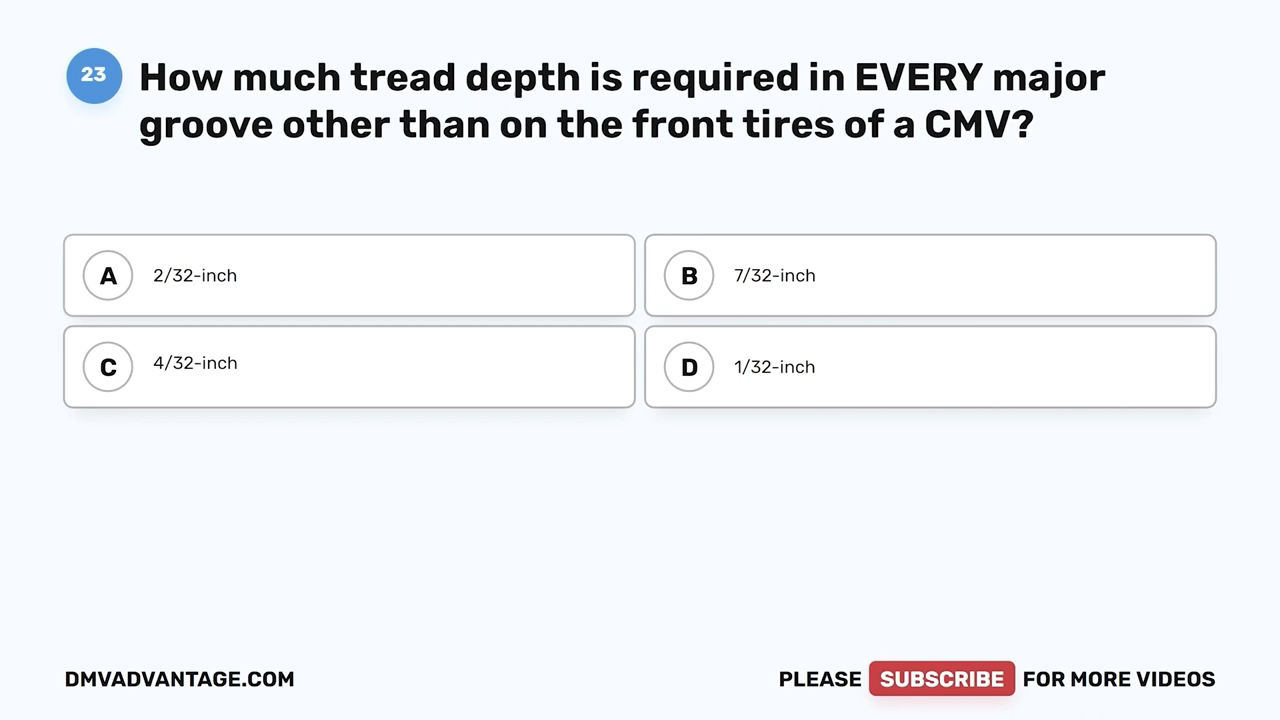 23
How much tread depth is required in EVERY major
groove other than on the front tires of a CMV?
A
2/32-inch
B
7/32-inch
C
4/32-inch
D
1/32-inch
DMVADVANTAGE.COM
PLEASE SUBSCRIBE FOR MORE VIDEOS